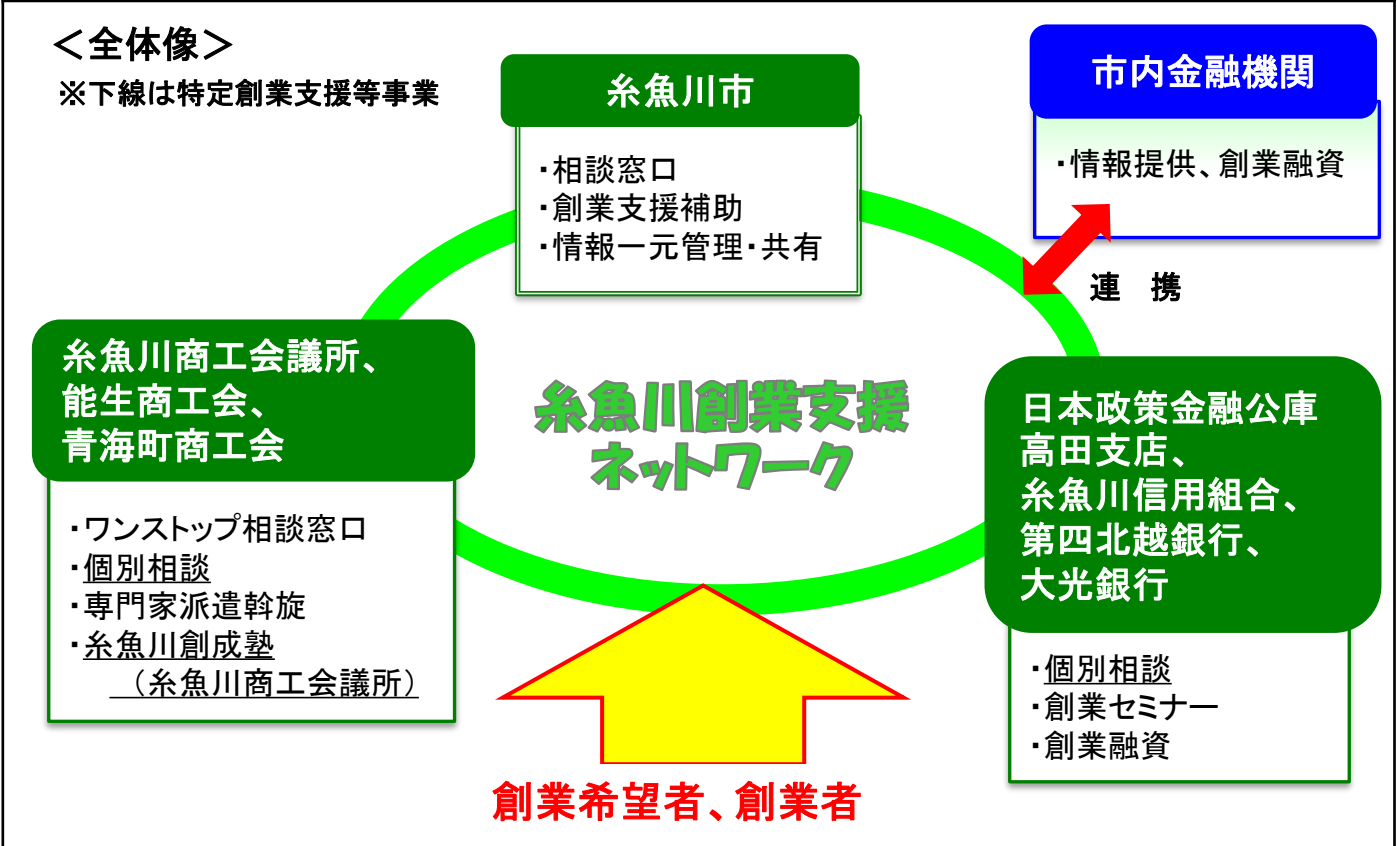 ＜全体像＞
※下線は特定創業支援等事業
糸魚川市
・相談窓口
・創業支援補助
・情報一元管理・共有
市内金融機関
・情報提供、創業融資
連　携
糸魚川商工会議所、
能生商工会、
青海町商工会
・ワンストップ相談窓口
・個別相談
・専門家派遣斡旋
・糸魚川創成塾
（糸魚川商工会議所）
糸魚川創業支援
ネットワーク
日本政策金融公庫
高田支店、
糸魚川信用組合、
第四北越銀行、
大光銀行
・個別相談
・創業セミナー
・創業融資
創業希望者、創業者